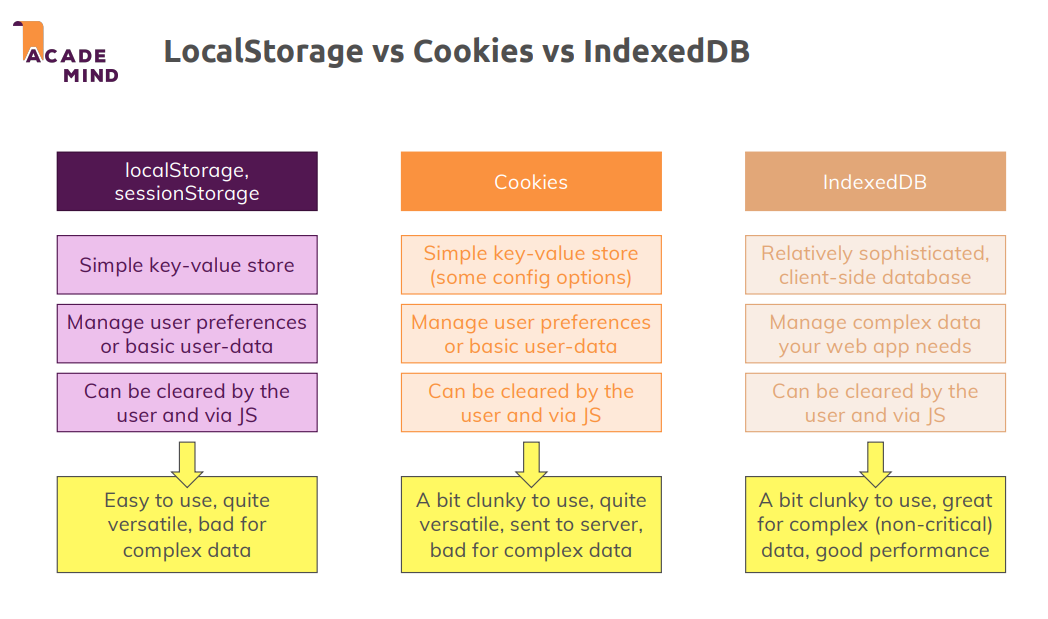 ACADE
MIND
LocalStorage vs Cookies vs IndexedDB
localStorage,
sessionStorage
Simple key-value store
Manage user preferences
or basic user-data
Can be cleared by the
user and via JS
Easy to use, quite
versatile, bad for
complex data
Cookies
Simple key-value store
(some config options)
Manage user preferences
or basic user-data
Can be cleared by the
user and via JS
A bit clunky to use, quite
versatile, sent to server,
bad for complex data
IndexedDB
Relatively sophisticated,
client-side database
Manage complex data
your web app needs
Can be cleared by the
user and via JS
A bit clunky to use, great
for complex (non-critical)
data, good performance